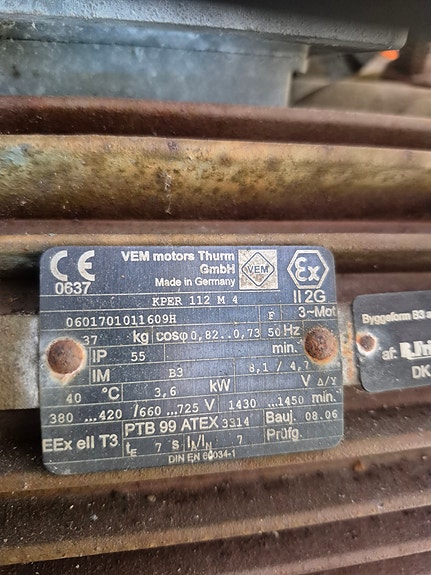 CE VEM motors Thurm
GmbH VEM Ex
0637 Made in Germany II 2G
KPER 112 M 4 3~Mot
0601701011609H F
37 kg cosφ 0,82..0,73 50 Hz
IP 55 min.
IM B3 8,1 / 4,7
40 °C 3,6 kW V Δ/Y
380 ...420 /660 ...725 V 1430 ...1450 min.
EEx eII T3 PTB 99 ATEX 3314 Bauj. 08.06
tE 7 s IA/IN 7 Prüfg.
DIN EN 60034-1
Byggeform B3 a
af:
DK